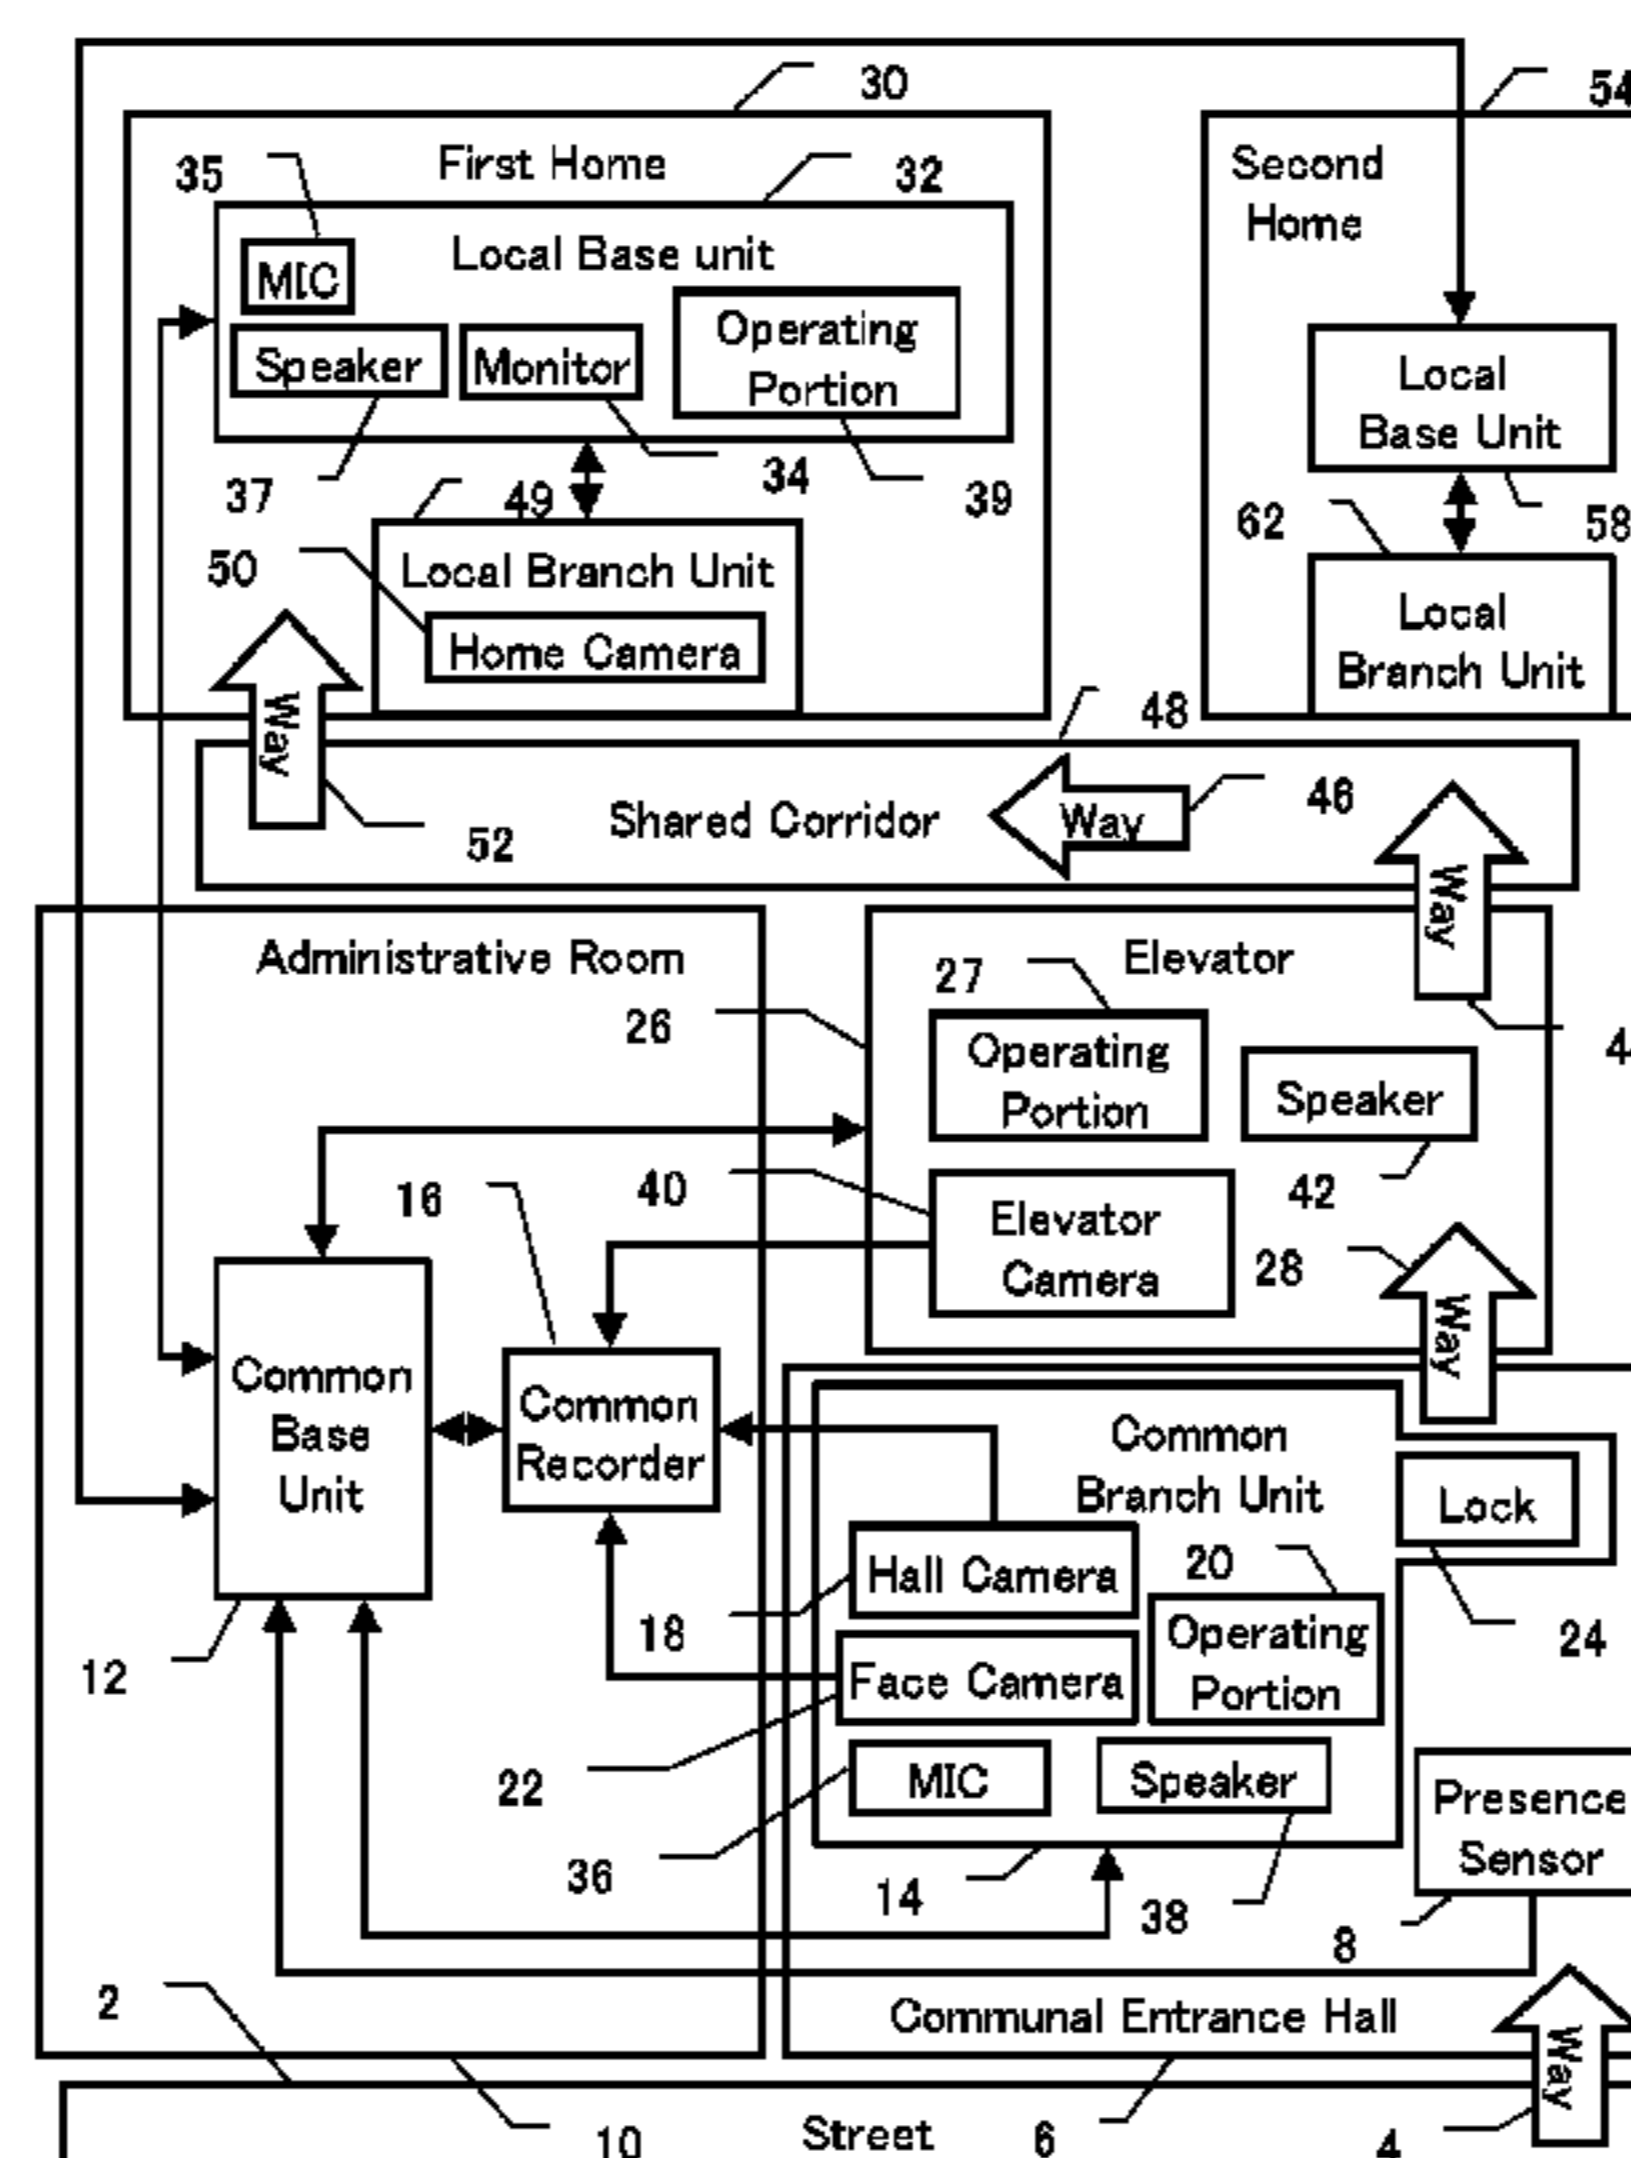 30
54
First Home
35
32
Second
Home
Local Base unit
MIC
Operating
Portion
Speaker
Monitor
Local
Base Unit
37
49
34
39
62
58
50
Local Branch Unit
Home Camera
Local
Branch Unit
Way
48
Shared Corridor
Way
46
52
Way
Administrative Room
Elevator
27
26
Operating
Portion
Speaker
16
40
42
Elevator
Camera
28
Way
Common
Base
Unit
Common
Recorder
Common
Branch Unit
Lock
Hall Camera
20
18
Operating
Portion
24
12
Face Camera
22
MIC
Speaker
Presence
Sensor
36
14
38
8
2
Communal Entrance Hall
Way
10
Street
6
4